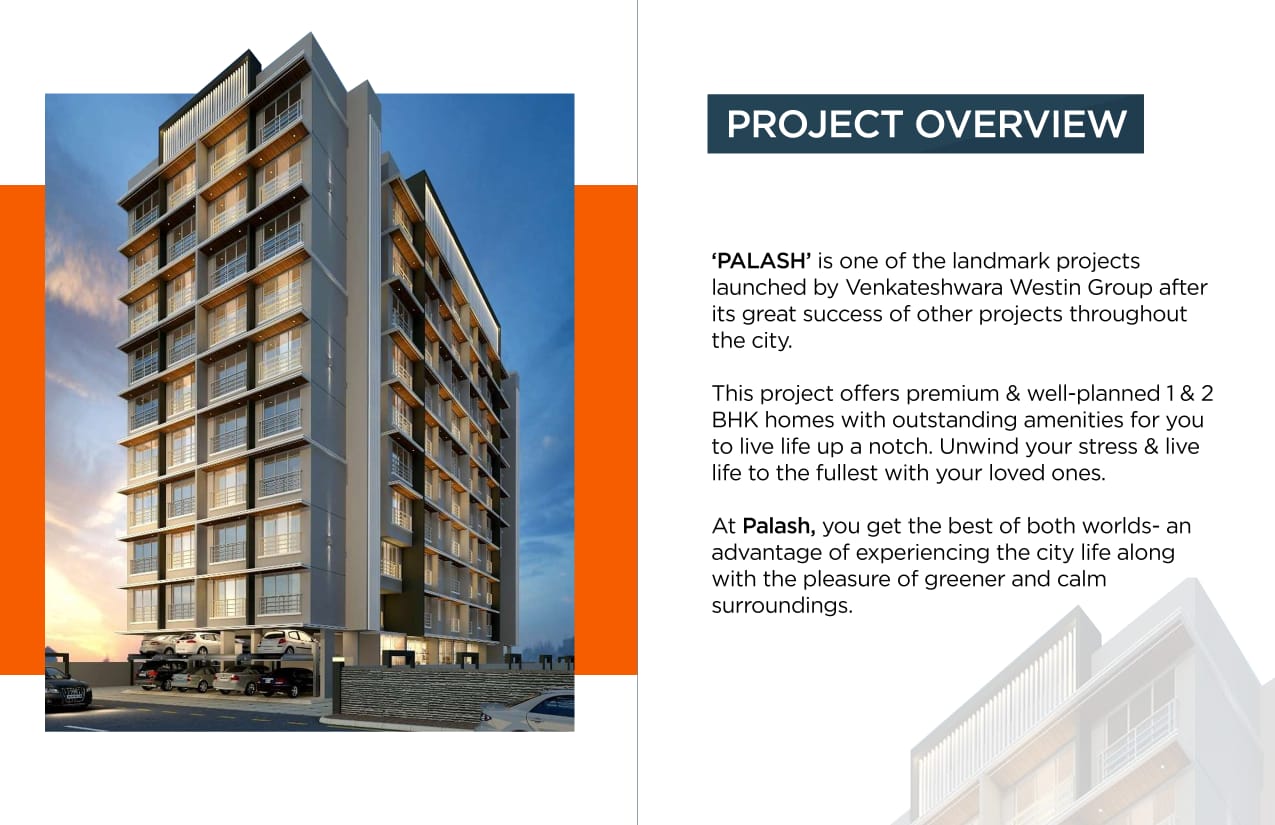 PROJECT OVERVIEW
‘PALASH’ is one of the landmark projects
launched by Venkateshwara Westin Group after
its great success of other projects throughout
the city.
This project offers premium & well-planned 1 & 2
BHK homes with outstanding amenities for you
to live life up a notch. Unwind your stress & live
life to the fullest with your loved ones.
At Palash, you get the best of both worlds- an
advantage of experiencing the city life along
with the pleasure of greener and calm
surroundings.